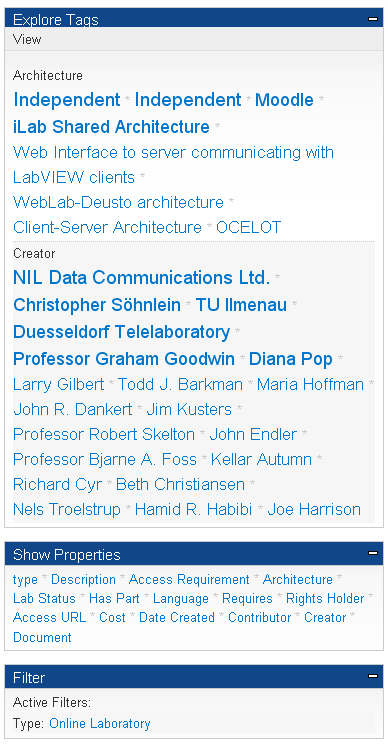 Explore Tags
View
Architecture
Independent * Independent * Moodle *
iLab Shared Architecture *
Web Interface to server communicating with
LabVIEW clients *
WebLab-Deusto architecture *
Client-Server Architecture * OCELOT
Creator
NIL Data Communications Ltd. *
Christopher Söhnlein * TU Ilmenau *
Duesseldorf Telelaboratory *
Professor Graham Goodwin * Diana Pop *
Larry Gilbert * Todd J. Barkman * Maria Hoffman *
John R. Dankert * Jim Kusters *
Professor Robert Skelton * John Endler *
Professor Bjarne A. Foss * Kellar Autumn *
Richard Cyr * Beth Christiansen *
Nels Troelstrup * Hamid R. Habibi * Joe Harrison
Show Properties
type * Description * Access Requirement * Architecture *
Lab Status * Has Part * Language * Requires * Rights Holder *
Access URL * Cost * Date Created * Contributor * Creator *
Document
Filter
Active Filters:
Type: Online Laboratory